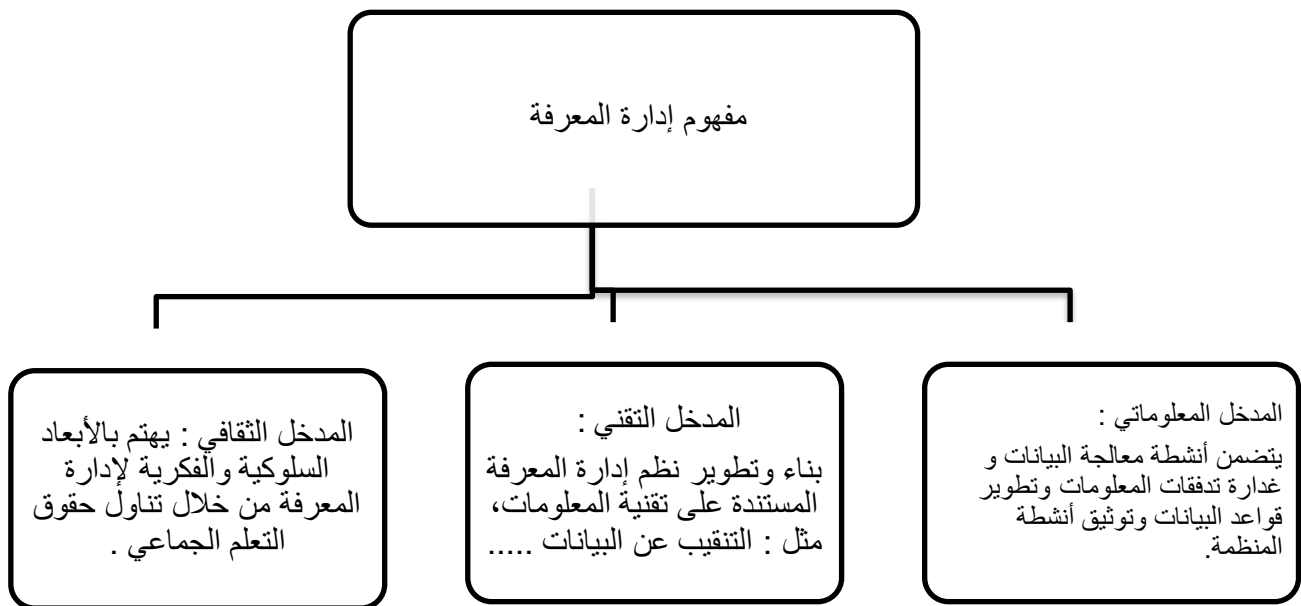 مفهوم إدارة المعرفة
المدخل المعلوماتي :
يتضمن أنشطة معالجة البيانات و
غدارة تدفقات المعلومات وتطوير
قواعد البيانات وتوثيق أنشطة
المنظمة.
المدخل التقني :
بناء وتطوير نظم إدارة المعرفة
المستندة على تقنية المعلومات،
مثل : التنقيب عن البيانات .....
المدخل الثقافي : يهتم بالأبعاد
السلوكية والفكرية لإدارة
المعرفة من خلال تناول حقوق
التعلم الجماعي .